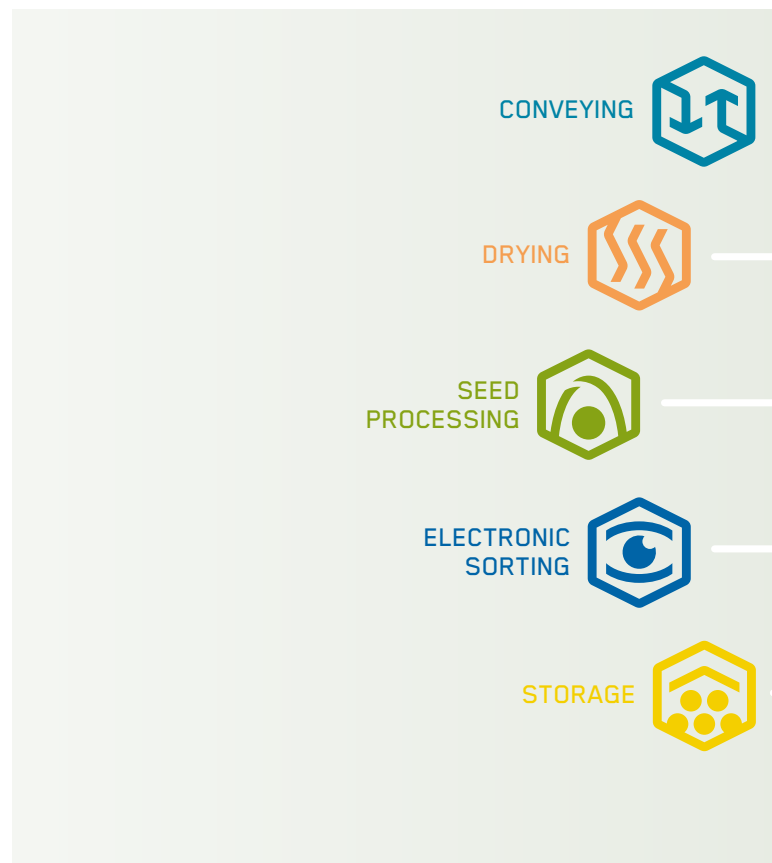 CONVEYING
DRYING
SEED
PROCESSING
ELECTRONIC
SORTING
STORAGE